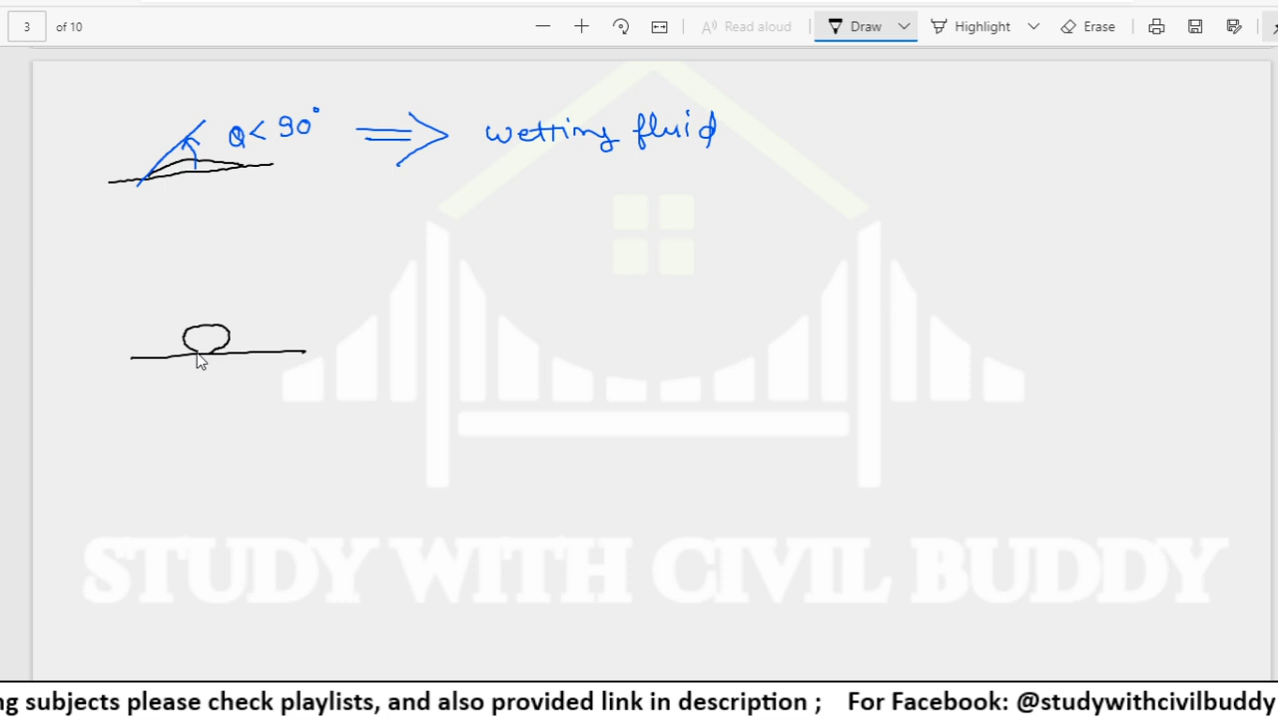 3 of 10 Read aloud Draw Highlight Erase
θ < 90° ⟹ wetting fluid
STUDY WITH CIVIL BUDDY
ng subjects please check playlists, and also provided link in description ; For Facebook: @studywithcivilbuddy